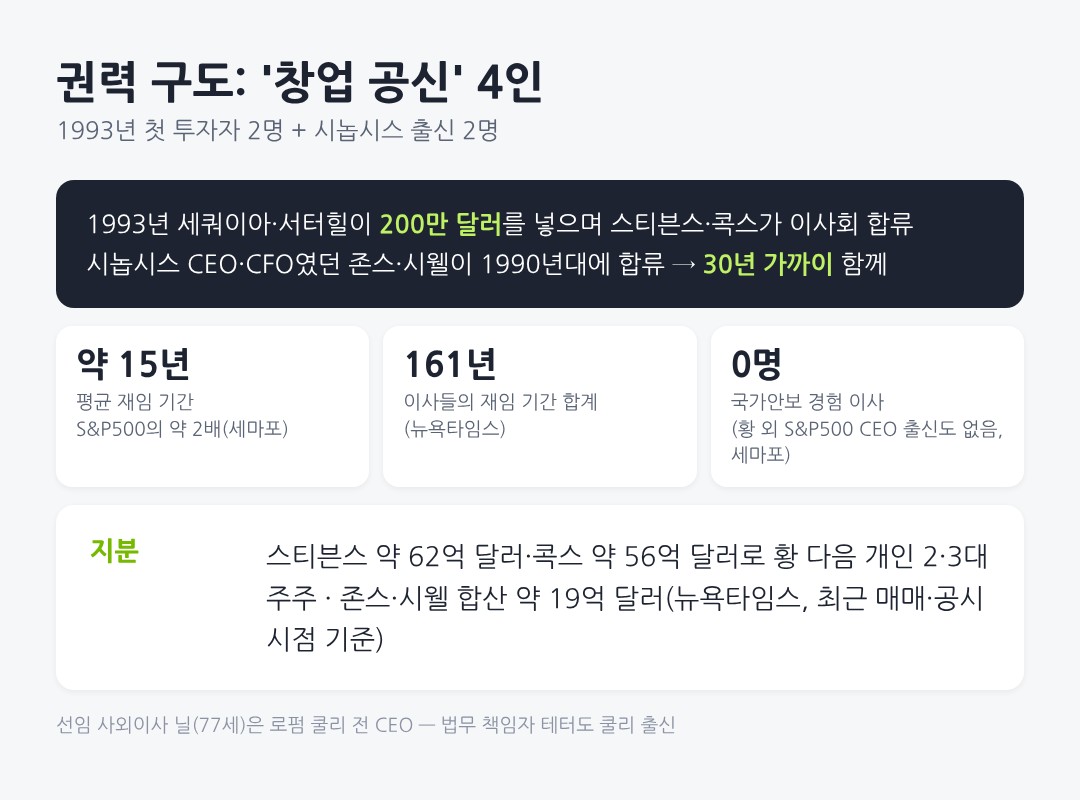 권력 구도: '창업 공신' 4인
1993년 첫 투자자 2명 + 시놉시스 출신 2명
1993년 세쿼이아·서터힐이 200만 달러를 넣으며 스티븐스·콕스가 이사회 합류
시놉시스 CEO·CFO였던 존스·시웰이 1990년대에 합류 → 30년 가까이 함께
약 15년
평균 재임 기간
S&P500의 약 2배(세마포)
161년
이사들의 재임 기간 합계
(뉴욕타임스)
0명
국가안보 경험 이사
(황 외 S&P500 CEO 출신도 없음,
세마포)
지분
스티븐스 약 62억 달러·콕스 약 56억 달러로 황 다음 개인 2·3대
주주 · 존스·시웰 합산 약 19억 달러(뉴욕타임스, 최근 매매·공시
시점 기준)
선임 사외이사 닐(77세)은 로펌 쿨리 전 CEO — 법무 책임자 테터도 쿨리 출신